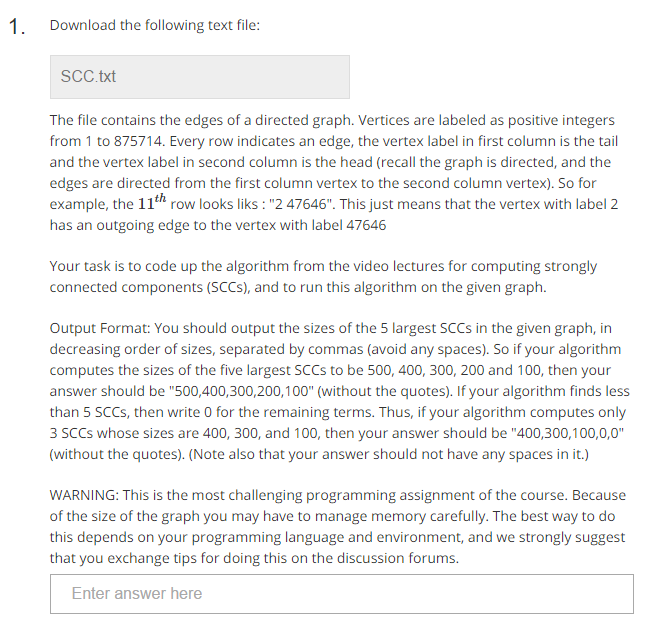 1. Download the following text file:
SCC.txt
The file contains the edges of a directed graph. Vertices are labeled as positive integers
from 1 to 875714. Every row indicates an edge, the vertex label in first column is the tail
and the vertex label in second column is the head (recall the graph is directed, and the
edges are directed from the first column vertex to the second column vertex). So for
example, the 11th row looks liks : "2 47646". This just means that the vertex with label 2
has an outgoing edge to the vertex with label 47646
Your task is to code up the algorithm from the video lectures for computing strongly
connected components (SCCs), and to run this algorithm on the given graph.
Output Format: You should output the sizes of the 5 largest SCCs in the given graph, in
decreasing order of sizes, separated by commas (avoid any spaces). So if your algorithm
computes the sizes of the five largest SCCs to be 500, 400, 300, 200 and 100, then your
answer should be "500,400,300,200,100" (without the quotes). If your algorithm finds less
than 5 SCCs, then write 0 for the remaining terms. Thus, if your algorithm computes only
3 SCCs whose sizes are 400, 300, and 100, then your answer should be "400,300,100,0,0"
(without the quotes). (Note also that your answer should not have any spaces in it.)
WARNING: This is the most challenging programming assignment of the course. Because
of the size of the graph you may have to manage memory carefully. The best way to do
this depends on your programming language and environment, and we strongly suggest
that you exchange tips for doing this on the discussion forums.
Enter answer here